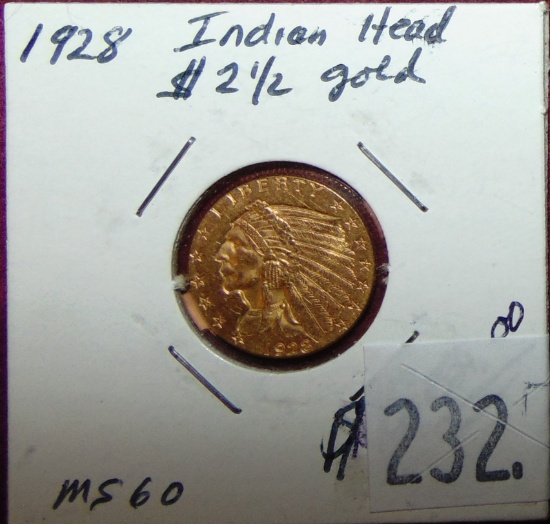 1928 Indian Head
$ 2 1/2 gold
LIBERTY
1928
00
$
232.
MS60